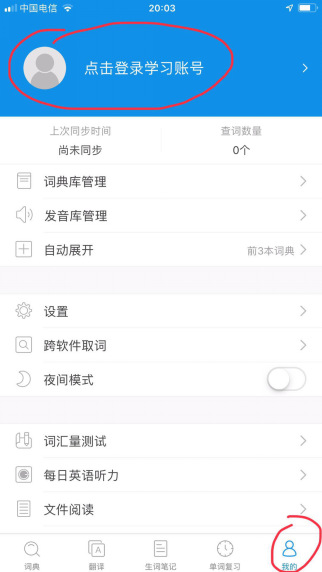 中国电信 20:03
点击登录学习账号
上次同步时间 查词数量
尚未同步 0个
词典库管理
发音库管理
自动展开 前3本词典
设置
跨软件取词
夜间模式
词汇量测试
每日英语听力
文件阅读
词典 翻译 生词笔记 单词复习 我的